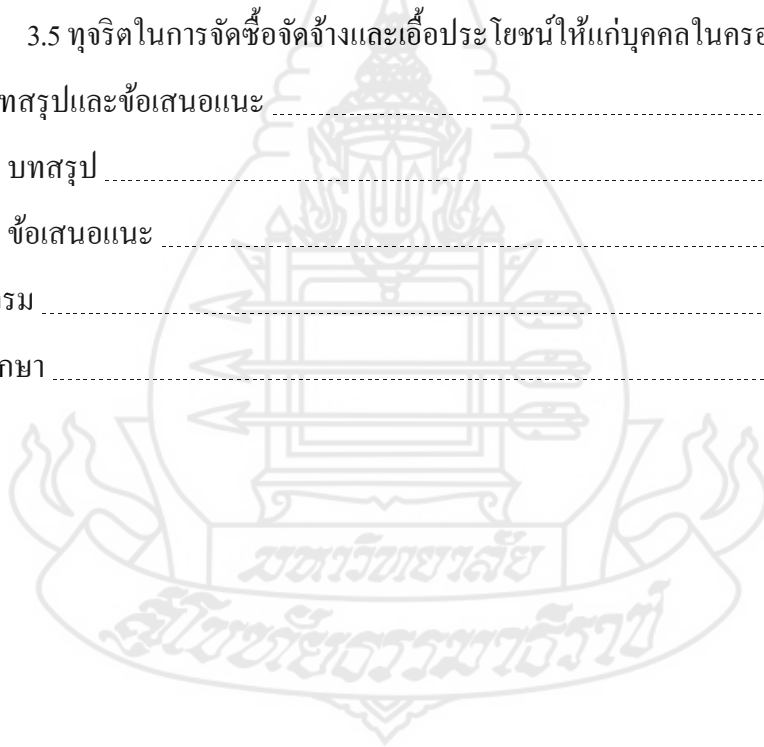 3.5 ทุจริตในการจัดซื้อจัดจ้างและเอื้อประโยชน์ให้แก่บุคคลในครอ
ทสรุปและข้อเสนอแนะ
บทสรุป
ข้อเสนอแนะ
รม
กษา
มหาวิทยาลัย
สุโขทัยธรรมาธิราช